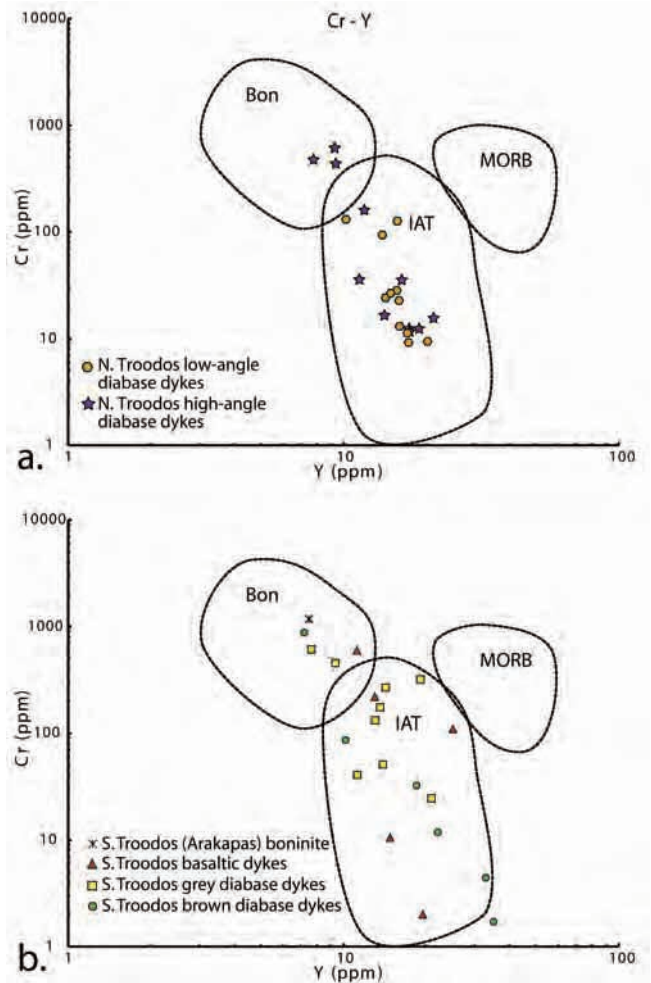 Cr - Y
10000
1000
100
10
1
Cr (ppm)
Bon
MORB
IAT
N. Troodos low-angle
diabase dykes
N. Troodos high-angle
diabase dykes
a.
1
10
100
Y (ppm)
10000
1000
100
10
1
Cr (ppm)
Bon
MORB
IAT
S. Troodos (Arakapas) boninite
S. Troodos basaltic dykes
S. Troodos grey diabase dykes
S. Troodos brown diabase dykes
b.
1
10
100
Y (ppm)